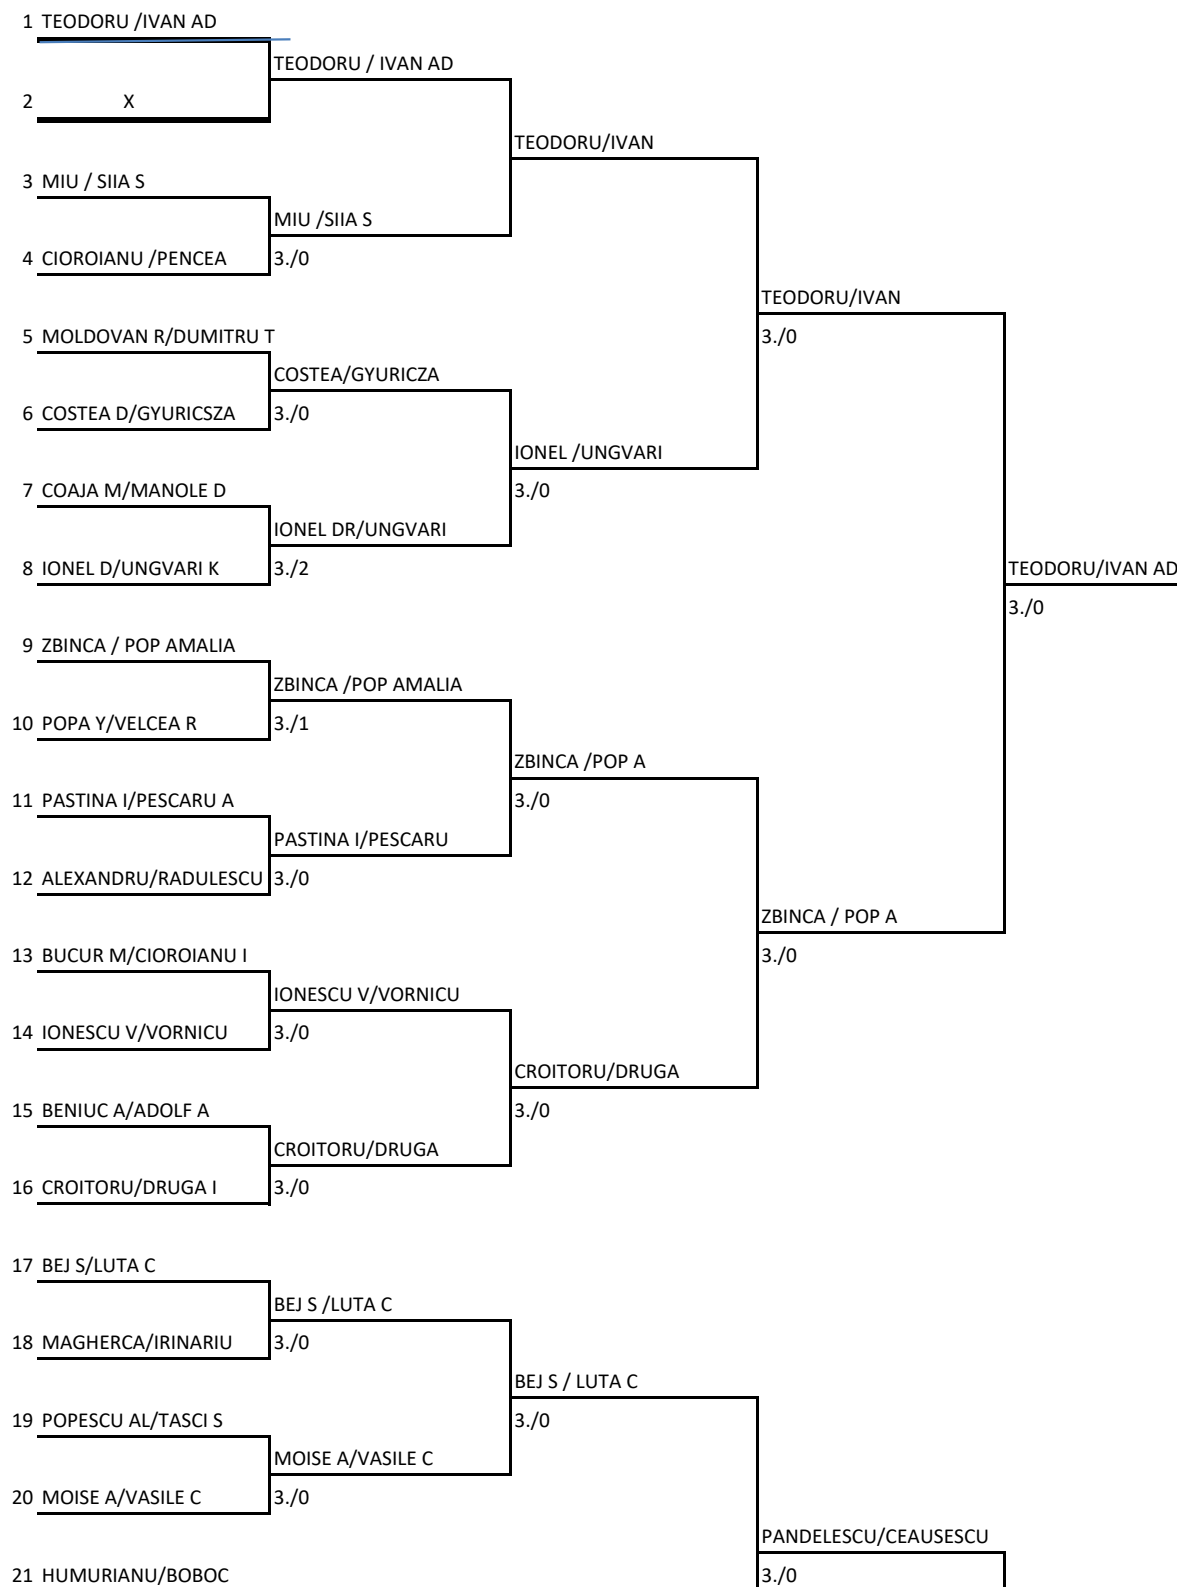 1 TEODORU /IVAN AD
TEODORU / IVAN AD
2 X
TEODORU/IVAN
3 MIU / SIIA S
MIU /SIIA S
4 CIOROIANU /PENCEA 3./0
TEODORU/IVAN
5 MOLDOVAN R/DUMITRU T 3./0
COSTEA/GYURICZA
6 COSTEA D/GYURICSZA 3./0
IONEL /UNGVARI
7 COAJA M/MANOLE D 3./0
IONEL DR/UNGVARI
8 IONEL D/UNGVARI K 3./2 TEODORU/IVAN AD
3./0
9 ZBINCA / POP AMALIA
ZBINCA /POP AMALIA
10 POPA Y/VELCEA R 3./1
ZBINCA /POP A
11 PASTINA I/PESCARU A 3./0
PASTINA I/PESCARU
12 ALEXANDRU/RADULESCU 3./0
ZBINCA / POP A
13 BUCUR M/CIOROIANU I 3./0
IONESCU V/VORNICU
14 IONESCU V/VORNICU 3./0
CROITORU/DRUGA
15 BENIUC A/ADOLF A 3./0
CROITORU/DRUGA
16 CROITORU/DRUGA I 3./0
17 BEJ S/LUTA C
BEJ S /LUTA C
18 MAGHERCA/IRINARIU 3./0
BEJ S / LUTA C
19 POPESCU AL/TASCI S 3./0
MOISE A/VASILE C
20 MOISE A/VASILE C 3./0
PANDELESCU/CEAUSESCU
21 HUMURIANU/BOBOC 3./0